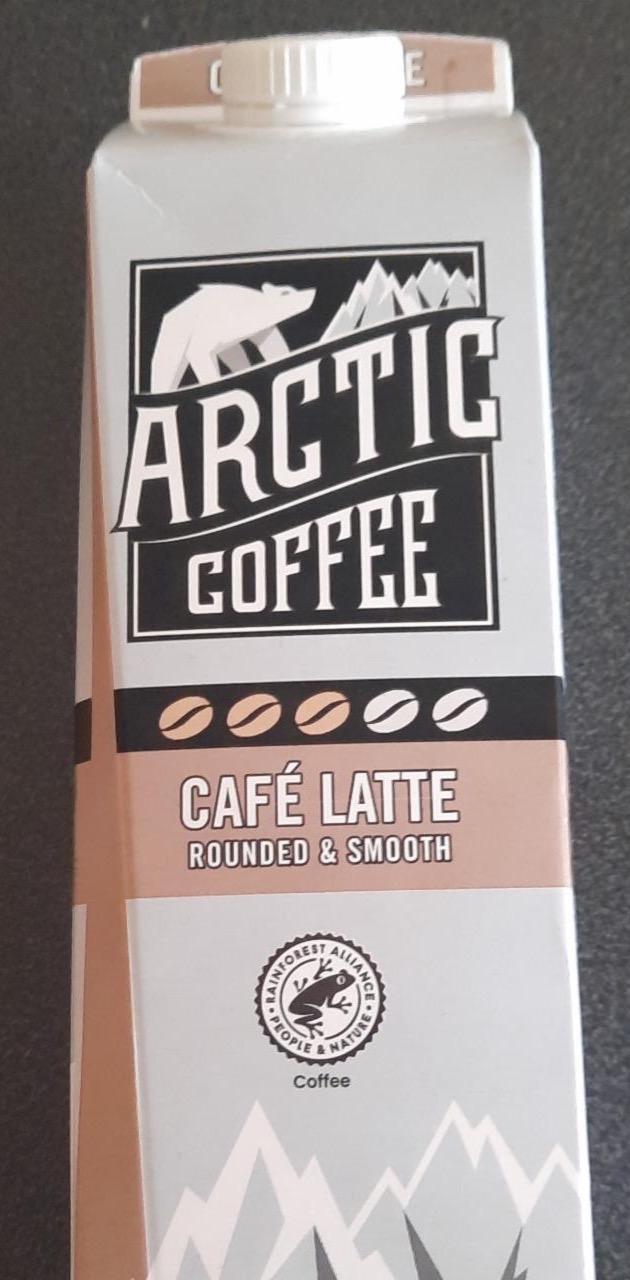 ARCTIC
COFFEE
CAFÉ LATTE
ROUNDED & SMOOTH
RAINFOREST ALLIANCE
PEOPLE & NATURE
Coffee